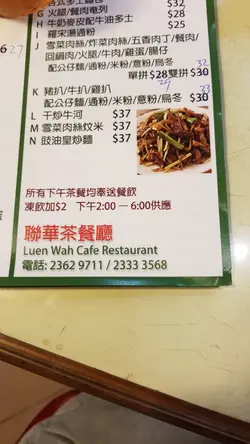 G 火腿/餐肉奄列 $28
H 牛奶麥皮配牛油多士 $28
I 羅宋湯通粉 $25
J 雪菜肉絲/炸菜肉絲/五香肉丁/餐肉/
回鍋肉/火腿/牛肉/雞翼/腸仔
配公仔麵/通粉/米粉/意粉/烏冬 32
單拼$28雙拼 $30
29
K 豬扒/牛扒/雞扒 33
配公仔麵/通粉/米粉/意粉/烏冬 $30
L 干炒牛河 $37
M 雪菜肉絲炆米 $37
N 豉油皇炒麵 $37
所有下午茶餐均奉送餐飲
凍飲加$2 下午2:00 — 6:00供應
聯華茶餐廳
Luen Wah Cafe Restaurant
電話: 2362 9711 / 2333 3568